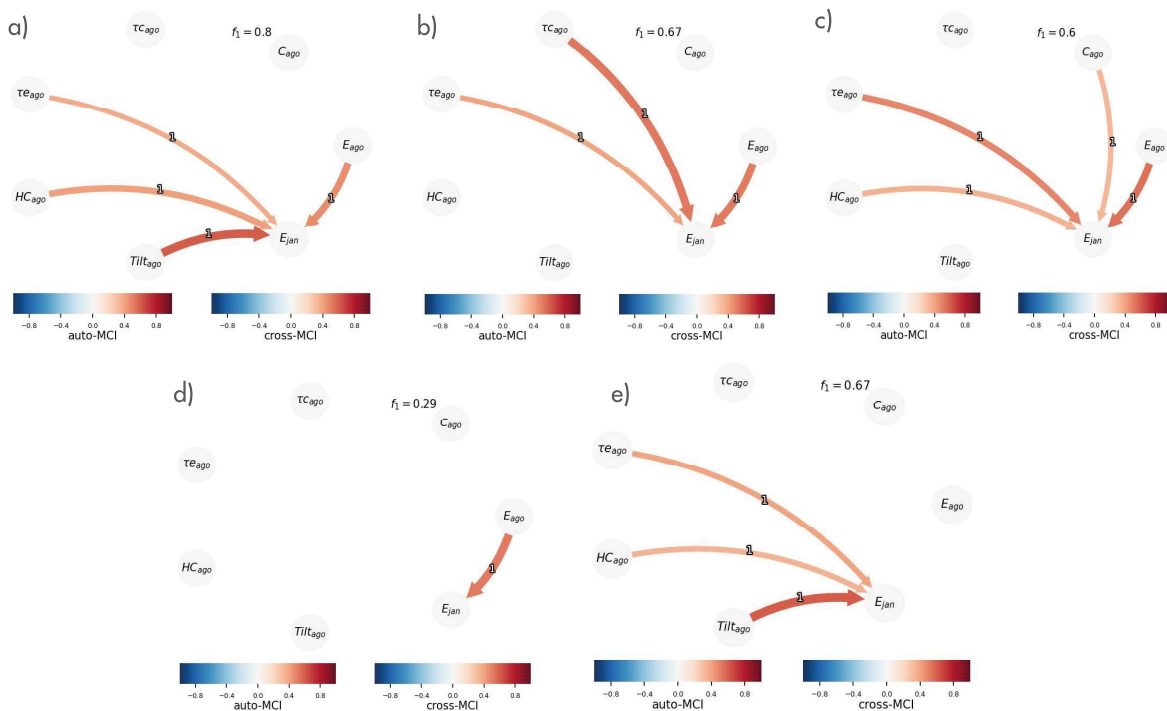 a)
τc_ago
f₁ = 0.8
C_ago
τe_ago
1
E_ago
HC_ago
1
1
1
E_jan
Tilt_ago
−0.8 −0.4 0.0 0.4 0.8
auto-MCI
−0.8 −0.4 0.0 0.4 0.8
cross-MCI
b)
τc_ago
f₁ = 0.67
C_ago
τe_ago
1
1
E_ago
HC_ago
1
E_jan
Tilt_ago
−0.8 −0.4 0.0 0.4 0.8
auto-MCI
−0.8 −0.4 0.0 0.4 0.8
cross-MCI
c)
τc_ago
f₁ = 0.6
C_ago
τe_ago
1
1
E_ago
HC_ago
1
1
E_jan
Tilt_ago
−0.8 −0.4 0.0 0.4 0.8
auto-MCI
−0.8 −0.4 0.0 0.4 0.8
cross-MCI
d)
τc_ago
f₁ = 0.29
C_ago
τe_ago
E_ago
HC_ago
1
E_jan
Tilt_ago
−0.8 −0.4 0.0 0.4 0.8
auto-MCI
−0.8 −0.4 0.0 0.4 0.8
cross-MCI
e)
τc_ago
f₁ = 0.67
C_ago
τe_ago
1
E_ago
HC_ago
1
1
E_jan
Tilt_ago
−0.8 −0.4 0.0 0.4 0.8
auto-MCI
−0.8 −0.4 0.0 0.4 0.8
cross-MCI